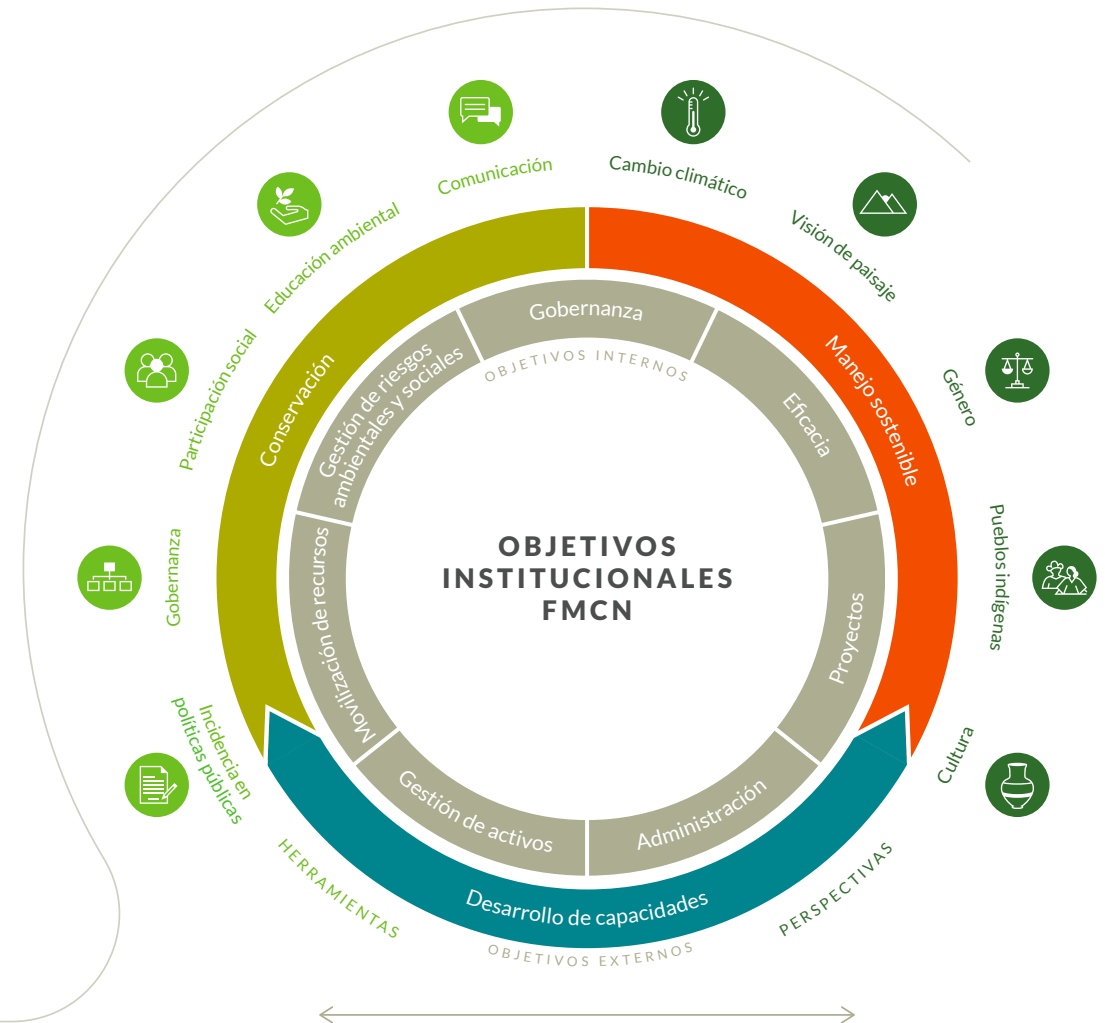 Comunicación
Cambio climático
Educación ambiental
Visión de paisaje
Participación social
Género
Gobernanza
Pueblos indígenas
Incidencia en
políticas públicas
Cultura
HERRAMIENTAS
PERSPECTIVAS
Conservación
Manejo sostenible
Desarrollo de capacidades
OBJETIVOS EXTERNOS
Gobernanza
OBJETIVOS INTERNOS
Gestión de riesgos
ambientales y sociales
Eficacia
Movilización de recursos
Proyectos
Gestión de activos
Administración
OBJETIVOS
INSTITUCIONALES
FMCN